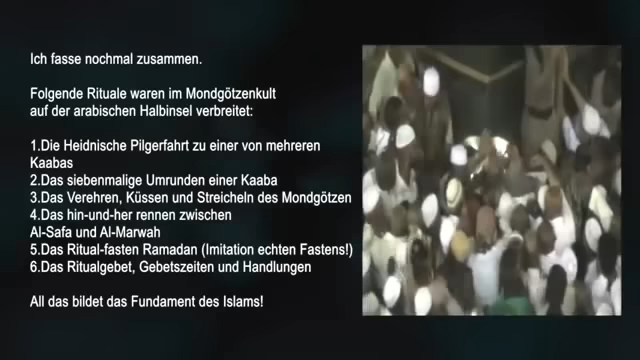 Ich fasse nochmal zusammen.
Folgende Rituale waren im Mondgötzenkult
auf der arabischen Halbinsel verbreitet:
1.Die Heidnische Pilgerfahrt zu einer von mehreren
Kaabas
2.Das siebenmalige Umrunden einer Kaaba
3.Das Verehren, Küssen und Streicheln des Mondgötzen
4.Das hin-und-her rennen zwischen
Al-Safa und Al-Marwah
5.Das Ritual-fasten Ramadan (Imitation echten Fastens!)
6.Das Ritualgebet, Gebetszeiten und Handlungen
All das bildet das Fundament des Islams!